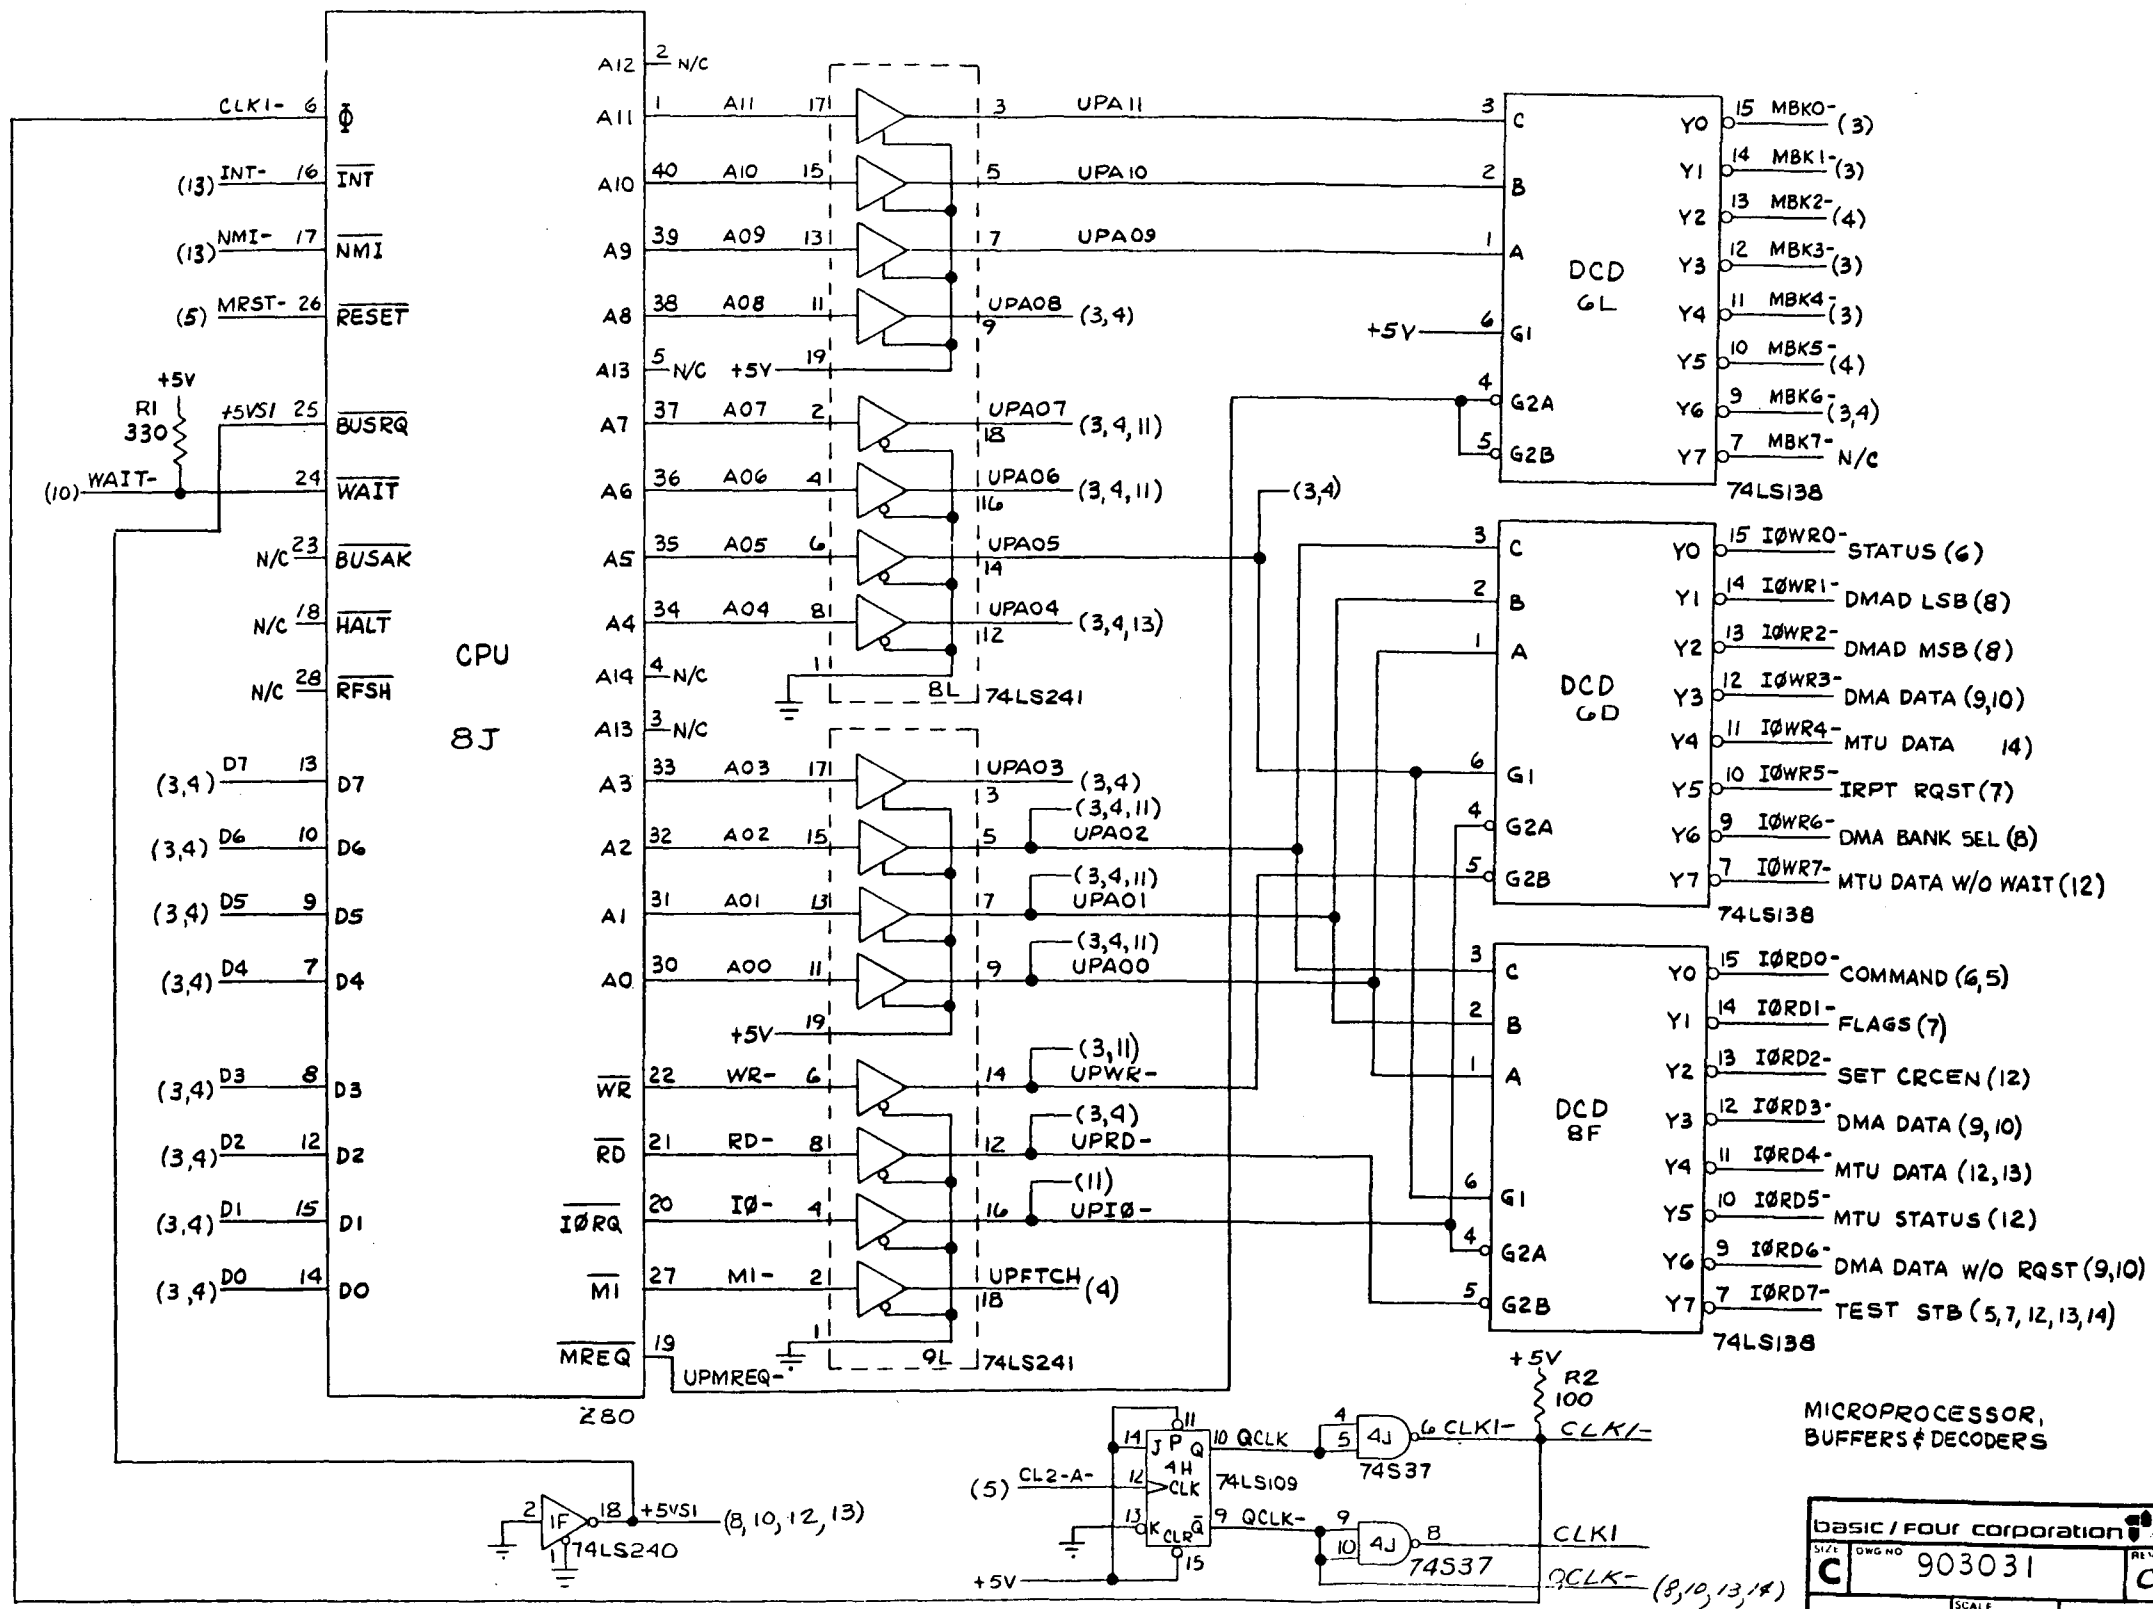 A12 2 N/C
CLK1- 6 Φ
A11 1 A11 17 3 UPA11
3 C Y0 15 MBK0- (3)
Y1 14 MBK1- (3)
(13) INT- 16 INT
A10 40 A10 15 5 UPA10
2 B Y2 13 MBK2- (4)
(13) NMI- 17 NMI
A9 39 A09 13 7 UPA09
1 A Y3 12 MBK3- (3)
DCD
6L
(5) MRST- 26 RESET
A8 38 A08 11 UPA08 9 (3,4)
Y4 11 MBK4- (3)
+5V 6 G1
A13 5 N/C +5V 19
Y5 10 MBK5- (4)
+5V
R1
330
+5VS1 25 BUSRQ
A7 37 A07 2 UPA07 18 (3,4,11)
4 G2A Y6 9 MBK6- (3,4)
5 G2B Y7 7 MBK7- N/C
74LS138
(10) WAIT- 24 WAIT
A6 36 A06 4 UPA06 16 (3,4,11)
(3,4)
N/C 23 BUSAK
A5 35 A05 6 UPA05 14
3 C Y0 15 IØWR0- STATUS (6)
2 B Y1 14 IØWR1- DMAD LSB (8)
N/C 18 HALT
A4 34 A04 8 UPA04 12 (3,4,13)
1 A Y2 13 IØWR2- DMAD MSB (8)
CPU
8J
N/C 28 RFSH
A14 4 N/C 1
8L 74LS241
DCD
6D
Y3 12 IØWR3- DMA DATA (9,10)
A13 3 N/C
Y4 11 IØWR4- MTU DATA 14)
(3,4) D7 13 D7
A3 33 A03 17 UPA03 3 (3,4)
6 G1 Y5 10 IØWR5- IRPT RQST (7)
(3,4,11)
(3,4) D6 10 D6
A2 32 A02 15 5 UPA02
4 G2A Y6 9 IØWR6- DMA BANK SEL (8)
(3,4,11)
5 G2B Y7 7 IØWR7- MTU DATA W/O WAIT (12)
74LS138
(3,4) D5 9 D5
A1 31 A01 13 7 UPA01
(3,4,11)
(3,4) D4 7 D4
A0 30 A00 11 9 UPA00
3 C Y0 15 IØRD0- COMMAND (6,5)
+5V 19
2 B Y1 14 IØRD1- FLAGS (7)
(3,11)
(3,4) D3 8 D3
WR 22 WR- 6 14 UPWR-
1 A Y2 13 IØRD2- SET CRCEN (12)
(3,4)
DCD
8F
Y3 12 IØRD3- DMA DATA (9,10)
(3,4) D2 12 D2
RD 21 RD- 8 12 UPRD-
Y4 11 IØRD4- MTU DATA (12,13)
(11)
(3,4) D1 15 D1
IØRQ 20 IØ- 4 16 UPIØ-
6 G1 Y5 10 IØRD5- MTU STATUS (12)
4 G2A Y6 9 IØRD6- DMA DATA W/O RQST (9,10)
(3,4) D0 14 D0
M1 27 M1- 2 UPFTCH 18 (4)
5 G2B Y7 7 IØRD7- TEST STB (5,7,12,13,14)
74LS138
1
9L 74LS241
MREQ 19
UPMREQ-
Z80
+5V
R2
100
11
14 J P Q 10 QCLK
4H
4 5 4J 6 CLK1- CLK1-
74S37
(5) CL2-A- 12 CLK 74LS109
13 K CLR Q 9 QCLK-
15
9 10 4J 8 CLK1
74S37
+5V
QCLK- (8,10,13,14)
2 1F 18 +5VS1 (8,10,12,13)
1 74LS240
MICROPROCESSOR,
BUFFERS & DECODERS
basic/Four corporation
SIZE C DWG NO 903031 REV C
SCALE